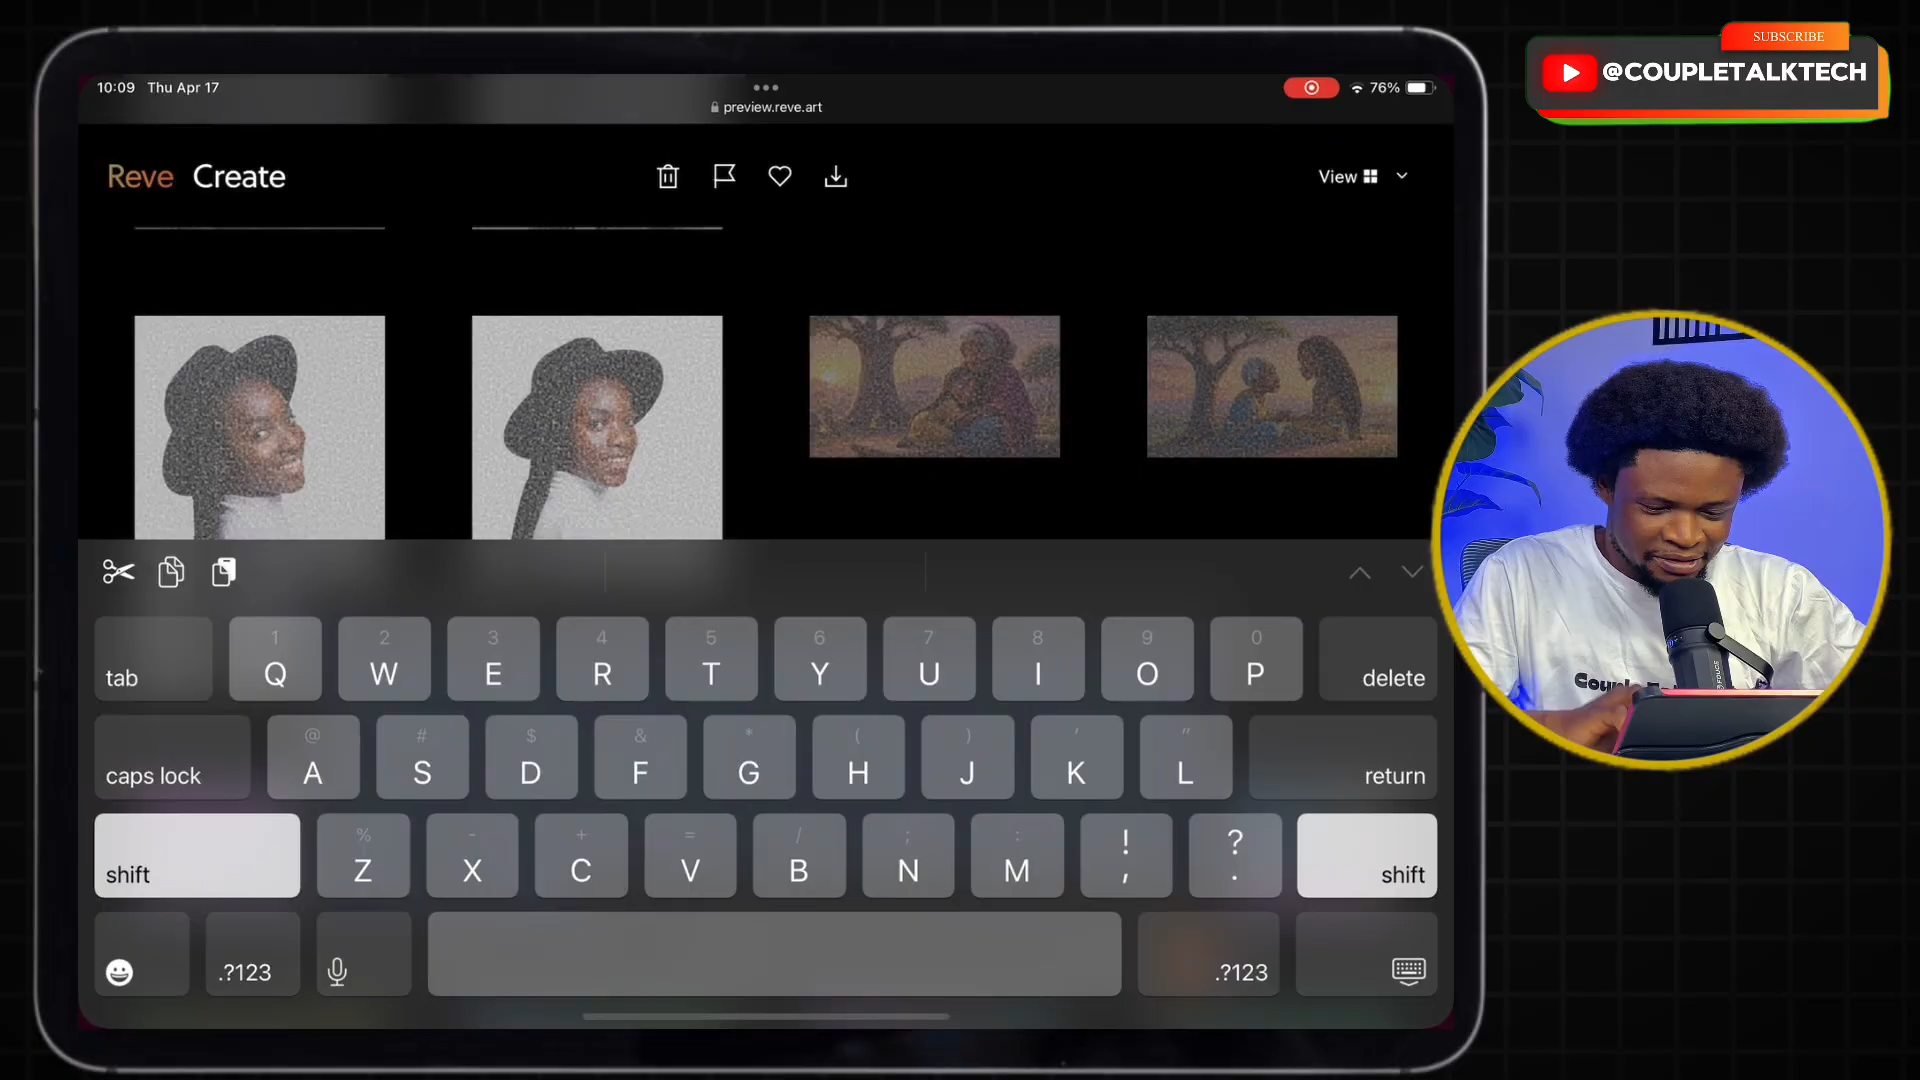 SUBSCRIBE
@COUPLETALKTECH
10:09 Thu Apr 17
76%
preview.reve.art
Reve Create
View
1 2 3 4 5 6 7 8 9 0
tab Q W E R T Y U I O P delete
@ # $ & * ( ) ' "
caps lock A S D F G H J K L return
% - + = / ; : ! ?
shift Z X C V B N M , . shift
.?123 .?123